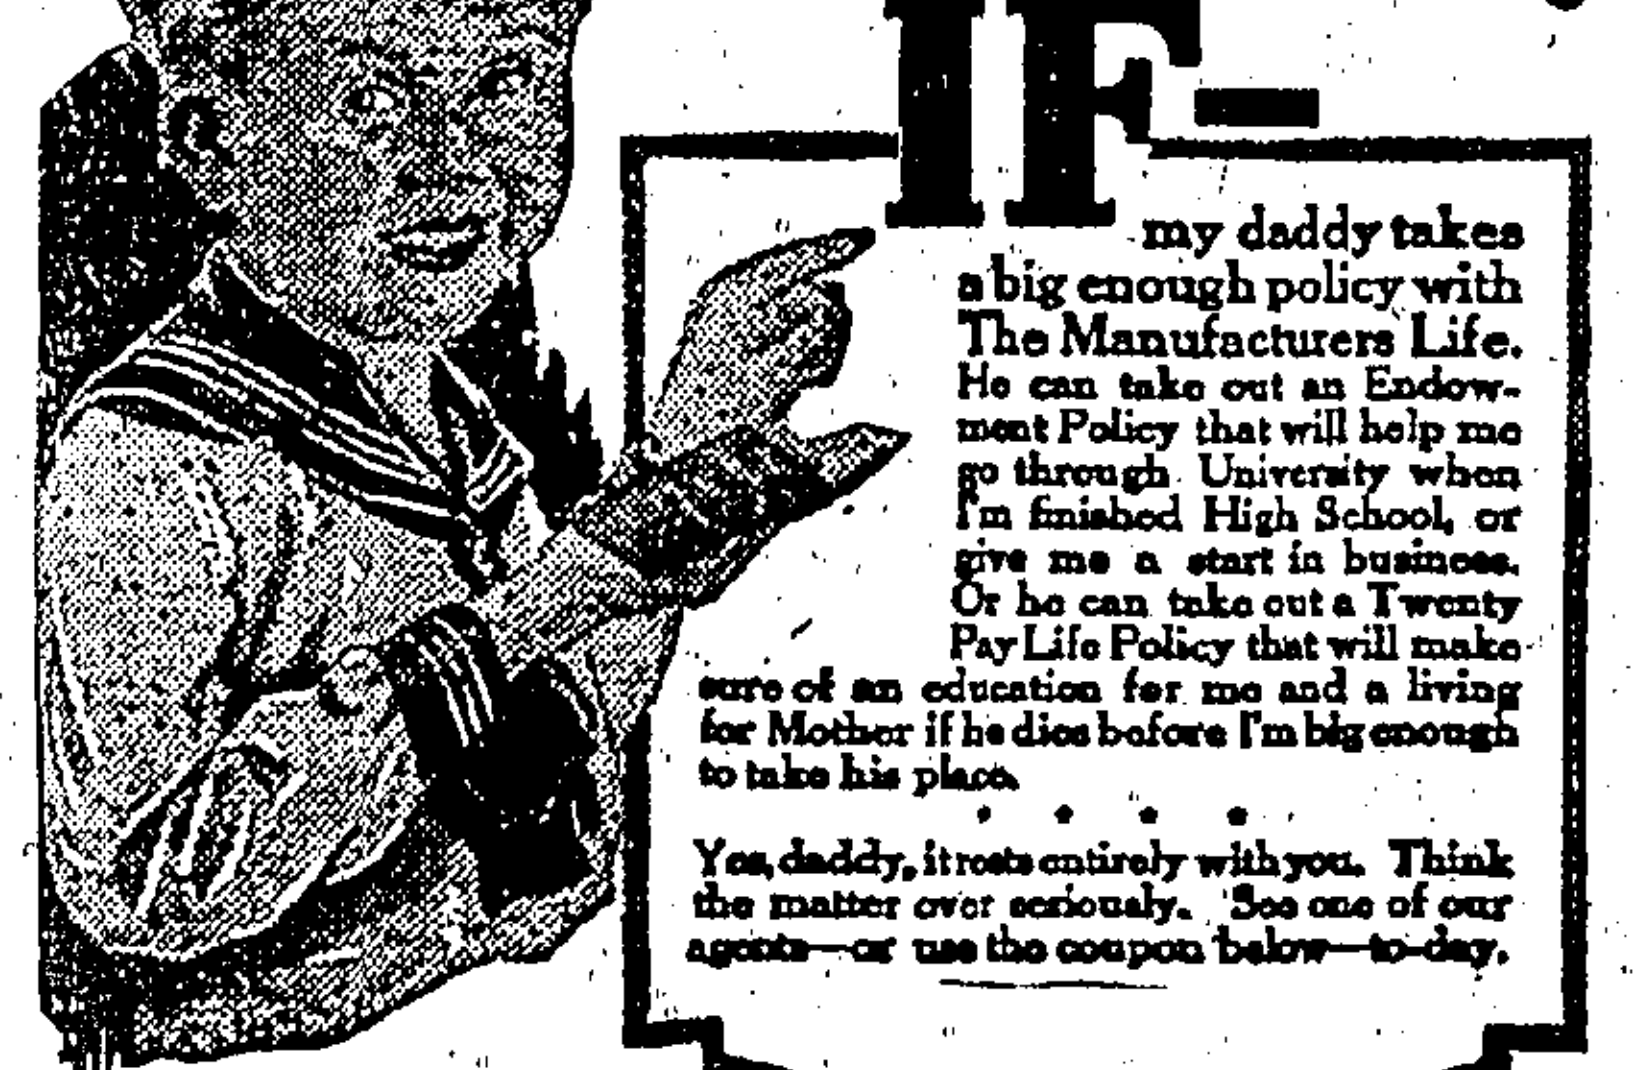 IF—
my daddy takes
a big enough policy with
The Manufacturers Life.
He can take out an Endow-
ment Policy that will help me
go through University when
I'm finished High School, or
give me a start in business.
Or he can take out a Twenty
Pay Life Policy that will make
sure of an education for me and a living
for Mother if he dies before I'm big enough
to take his place.
Yes, daddy, it rests entirely with you. Think
the matter over seriously. See one of our
agents—or use the coupon below—to-day.